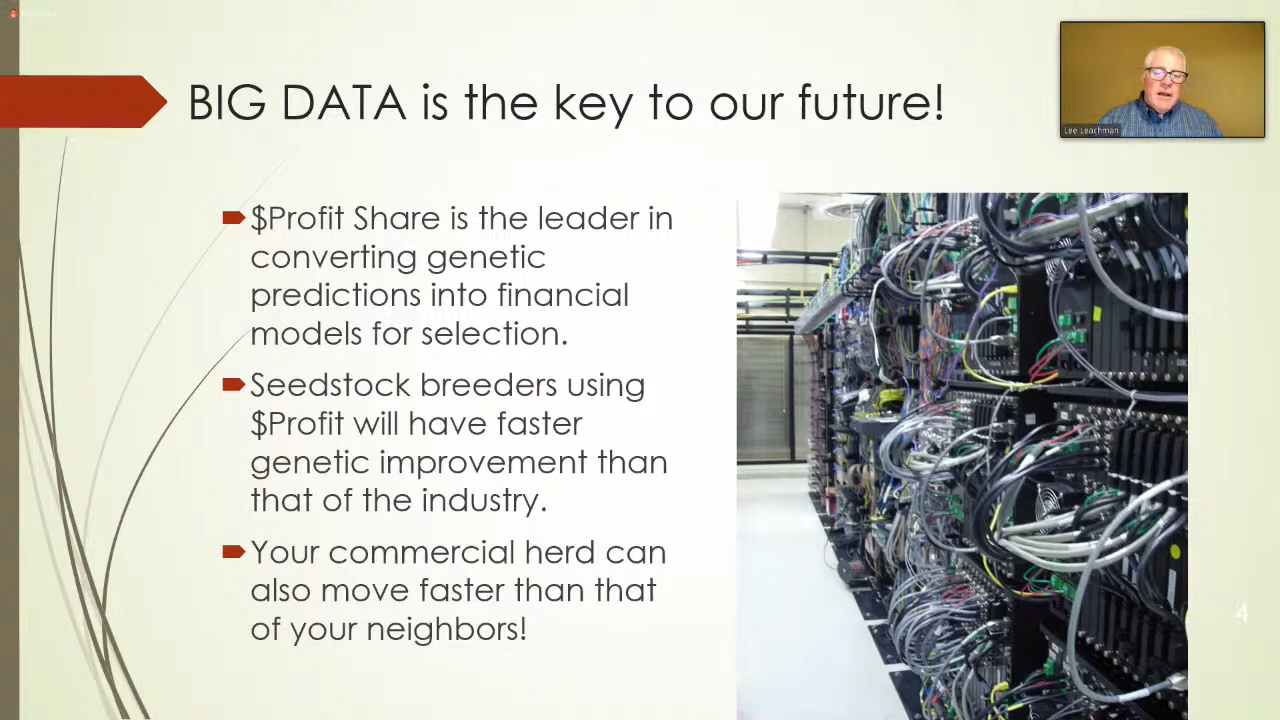 BIG DATA is the key to our future!
Lee Leachman
$Profit Share is the leader in
converting genetic
predictions into financial
models for selection.
Seedstock breeders using
$Profit will have faster
genetic improvement than
that of the industry.
Your commercial herd can
also move faster than that
of your neighbors!
4